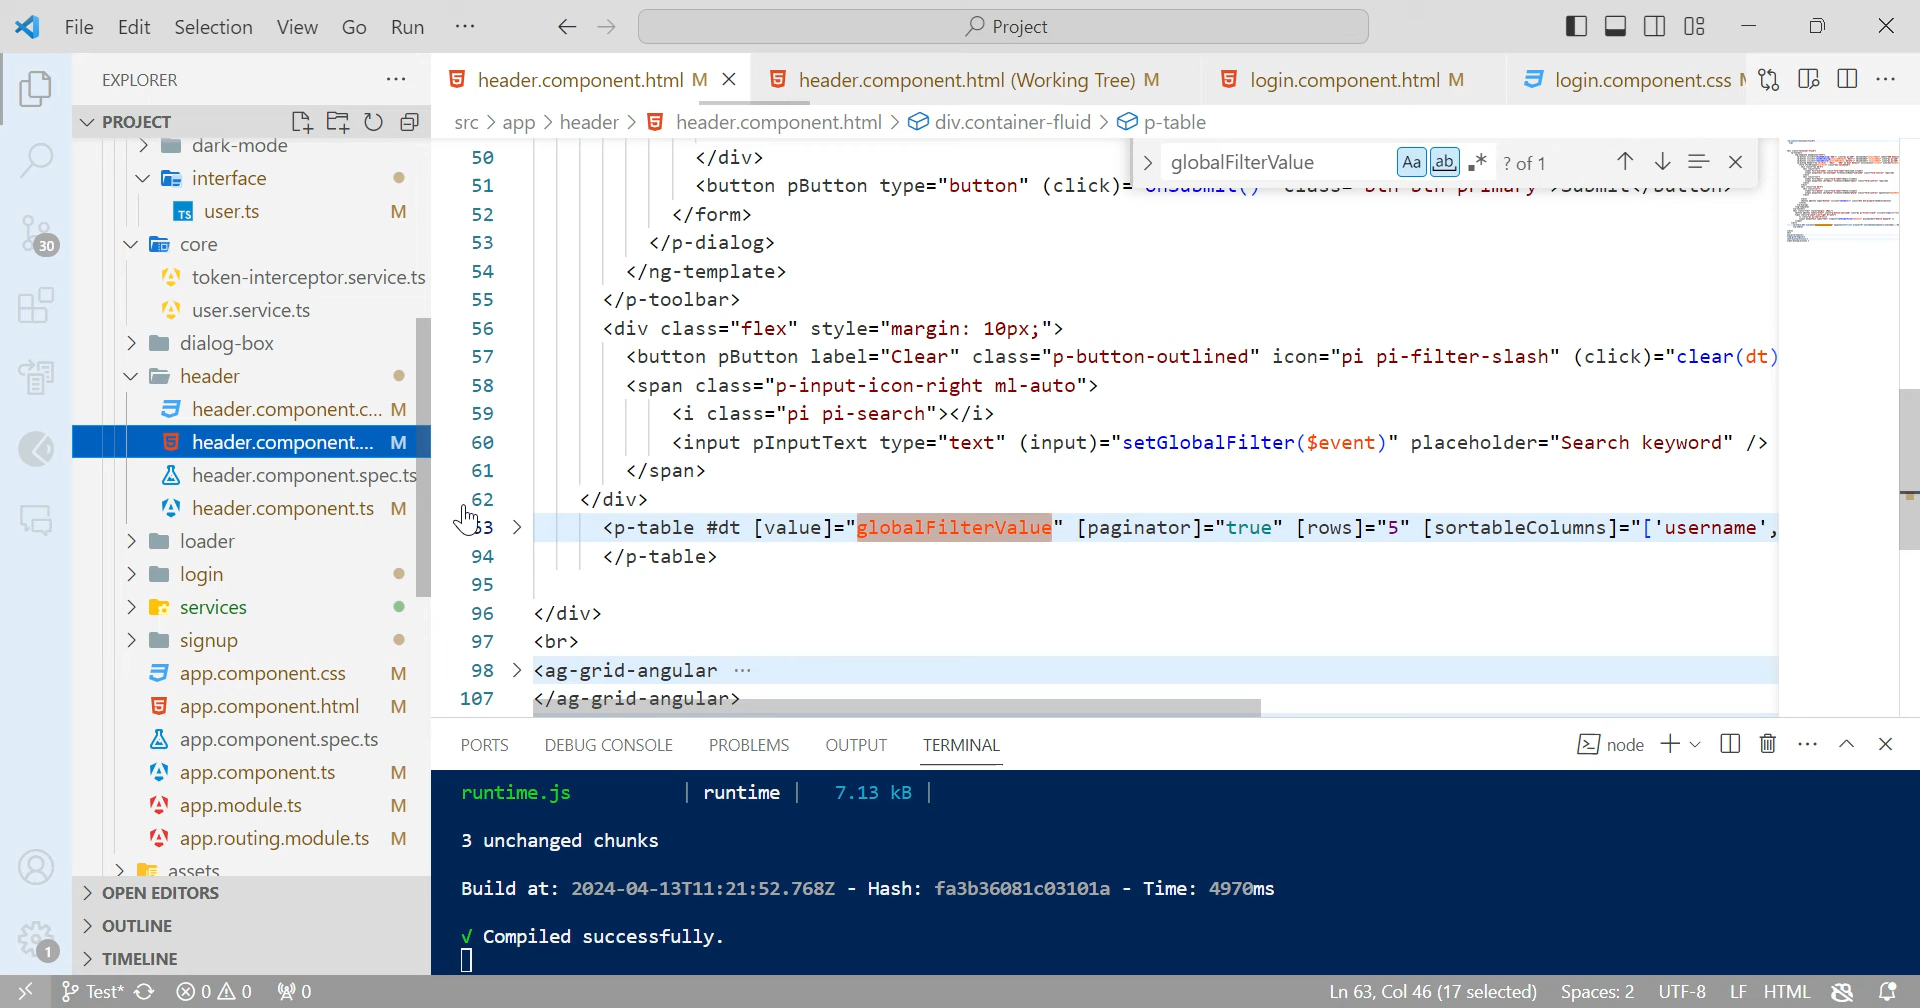 File Edit Selection View Go Run ···
Project
EXPLORER
header.component.html M
header.component.html (Working Tree) M
login.component.html M
login.component.css
PROJECT
src > app > header > header.component.html > div.container-fluid > p-table
globalFilterValue Aa ab ? of 1
dark-mode
interface
TS user.ts M
core
token-interceptor.service.ts
user.service.ts
dialog-box
header
header.component.c... M
header.component.... M
header.component.spec.ts
header.component.ts M
loader
login
services
signup
app.component.css M
app.component.html M
app.component.spec.ts
app.component.ts M
app.module.ts M
app.routing.module.ts M
assets
OPEN EDITORS
OUTLINE
TIMELINE
30
1
50 </div>
51 <button pButton type="button" (click)="onSubmit()" class="btn btn-primary">Submit</button>
52 </form>
53 </p-dialog>
54 </ng-template>
55 </p-toolbar>
56 <div class="flex" style="margin: 10px;">
57 <button pButton label="Clear" class="p-button-outlined" icon="pi pi-filter-slash" (click)="clear(dt)
58 <span class="p-input-icon-right ml-auto">
59 <i class="pi pi-search"></i>
60 <input pInputText type="text" (input)="setGlobalFilter($event)" placeholder="Search keyword" />
61 </span>
62 </div>
63 <p-table #dt [value]="globalFilterValue" [paginator]="true" [rows]="5" [sortableColumns]="['username',
94 </p-table>
95
96 </div>
97 <br>
98 <ag-grid-angular ···
107 </ag-grid-angular>
PORTS DEBUG CONSOLE PROBLEMS OUTPUT TERMINAL
node
runtime.js | runtime | 7.13 kB |
3 unchanged chunks
Build at: 2024-04-13T11:21:52.768Z - Hash: fa3b36081c03101a - Time: 4970ms
√ Compiled successfully.
Test* 0 0 0
Ln 63, Col 46 (17 selected) Spaces: 2 UTF-8 LF HTML